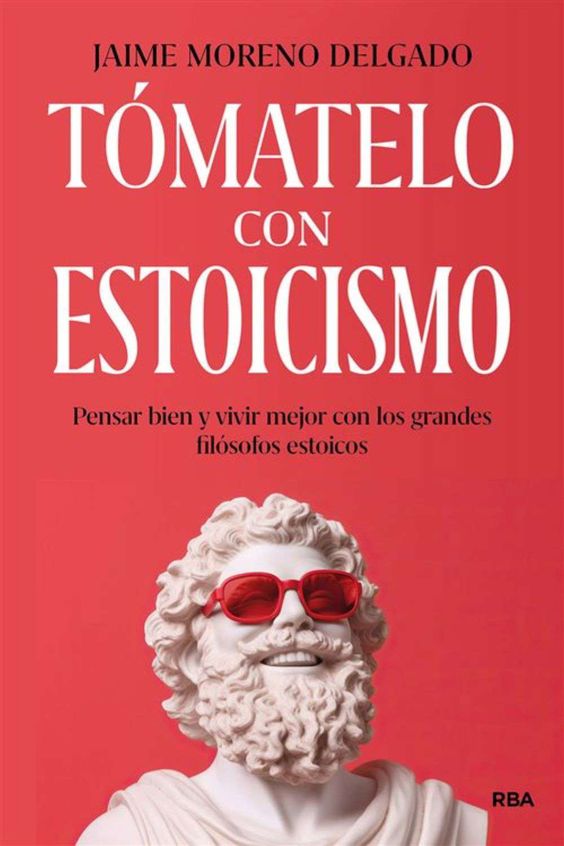 JAIME MORENO DELGADO
TÓMATELO
CON
ESTOICISMO
Pensar bien y vivir mejor con los grandes
filósofos estoicos
RBA